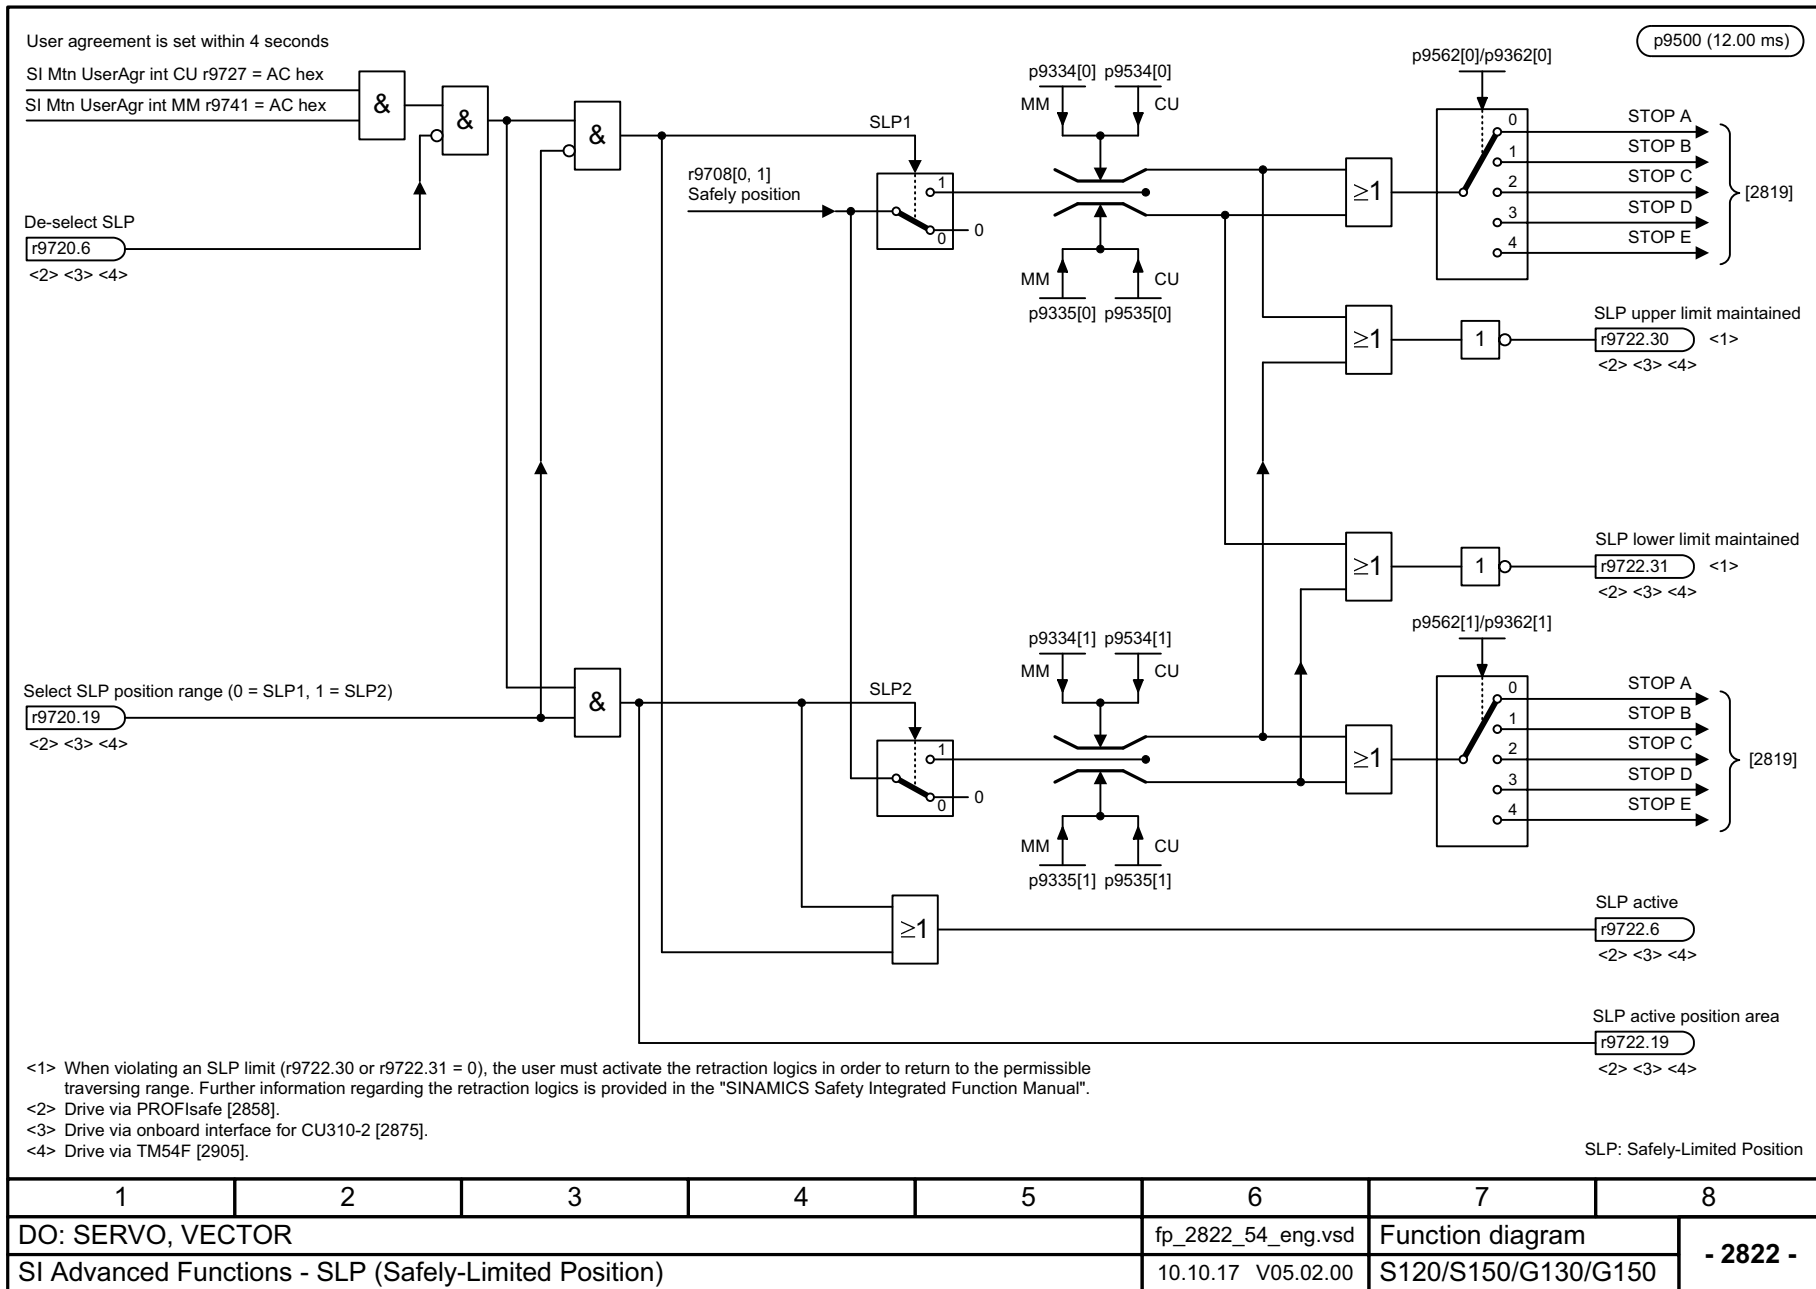 User agreement is set within 4 seconds
p9500 (12.00 ms)
SI Mtn UserAgr int CU r9727 = AC hex
SI Mtn UserAgr int MM r9741 = AC hex
&
&
&
p9334[0] p9534[0]
MM CU
p9562[0]/p9362[0]
SLP1
r9708[0, 1]
Safely position
1
0
0
≥1
0
1
2
3
4
STOP A
STOP B
STOP C
STOP D
STOP E
[2819]
De-select SLP
r9720.6
<2> <3> <4>
MM CU
p9335[0] p9535[0]
≥1
1
SLP upper limit maintained
r9722.30 <1>
<2> <3> <4>
≥1
1
SLP lower limit maintained
r9722.31 <1>
<2> <3> <4>
p9334[1] p9534[1]
MM CU
p9562[1]/p9362[1]
Select SLP position range (0 = SLP1, 1 = SLP2)
r9720.19
<2> <3> <4>
&
SLP2
1
0
0
≥1
0
1
2
3
4
STOP A
STOP B
STOP C
STOP D
STOP E
[2819]
MM CU
p9335[1] p9535[1]
≥1
SLP active
r9722.6
<2> <3> <4>
SLP active position area
r9722.19
<2> <3> <4>
<1> When violating an SLP limit (r9722.30 or r9722.31 = 0), the user must activate the retraction logics in order to return to the permissible
traversing range. Further information regarding the retraction logics is provided in the "SINAMICS Safety Integrated Function Manual".
<2> Drive via PROFIsafe [2858].
<3> Drive via onboard interface for CU310-2 [2875].
<4> Drive via TM54F [2905].
SLP: Safely-Limited Position
1 2 3 4 5 6 7 8
DO: SERVO, VECTOR
fp_2822_54_eng.vsd
Function diagram
- 2822 -
SI Advanced Functions - SLP (Safely-Limited Position)
10.10.17 V05.02.00
S120/S150/G130/G150